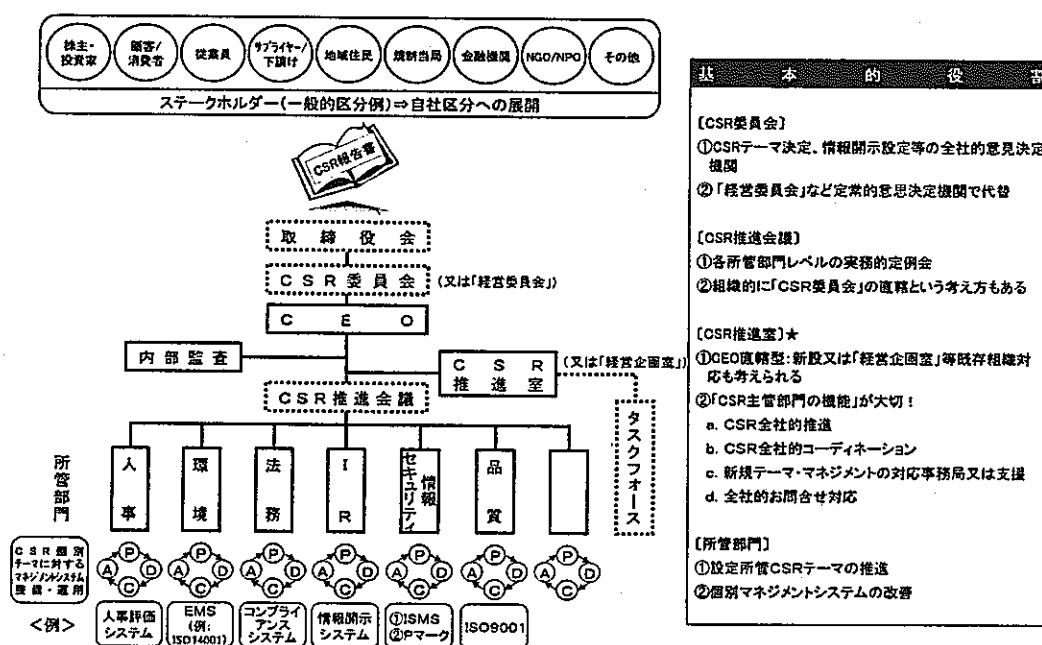 株主・
投資家
顧客/
消費者
従業員
サプライヤー/
下請け
地域住民
規制当局
金融機関
NGO/NPO
その他
ステークホルダー(一般的区分例)⇒自社区分への展開
CSR報告書
取締役会
CSR委員会
(又は「経営委員会」)
CEO
内部監査
CSR
推進室
(又は「経営企画室」)
CSR推進会議
タスクフォース
所管部門
人事
環境
法務
IR
情報
セキュリティ
品質
CSR個別
テーマに対する
マネジメントシステム
整備・運用
P
D
C
A
P
D
C
A
P
D
C
A
P
D
C
A
P
D
C
A
P
D
C
A
P
D
C
A
<例>
人事評価
システム
EMS
(例:
ISO14001)
コンプライ
アンス
システム
情報開示
システム
①ISMS
②Pマーク
ISO9001
基本的役割
[CSR委員会]
①CSRテーマ決定、情報開示設定等の全社的意見決定
機関
②「経営委員会」など定常的意思決定機関で代替
[CSR推進会議]
①各所管部門レベルの実務的定例会
②組織的に「CSR委員会」の直轄という考え方もある
[CSR推進室]★
①CEO直轄型:新設又は「経営企画室」等既存組織対
応も考えられる
②「CSR主管部門の機能」が大切!
a. CSR全社的推進
b. CSR全社的コーディネーション
c. 新規テーマ・マネジメントの対応事務局又は支援
d. 全社的お問合せ対応
[所管部門]
①設定所管CSRテーマの推進
②個別マネジメントシステムの改善